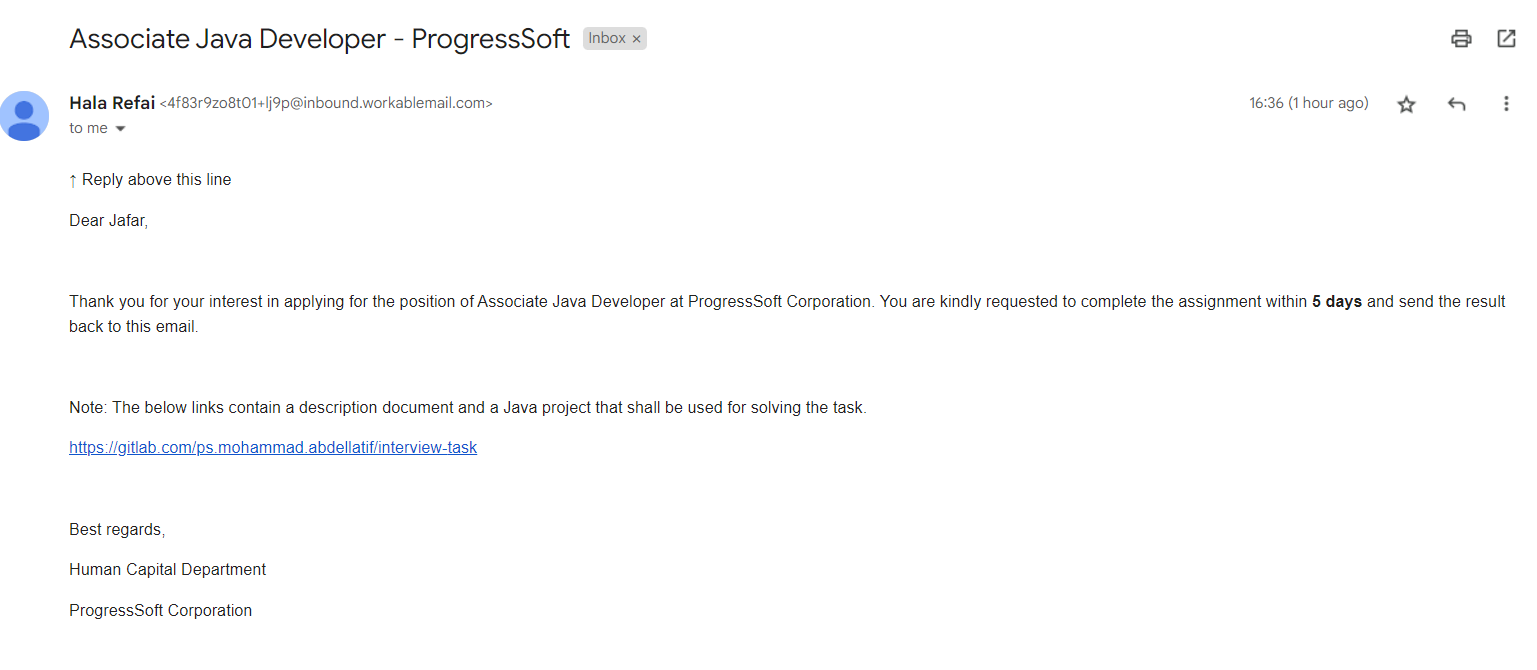 Associate Java Developer - ProgressSoft Inbox ×
Hala Refai <4f83r9zo8t01+lj9p@inbound.workablemail.com> 16:36 (1 hour ago)
to me
↑ Reply above this line
Dear Jafar,
Thank you for your interest in applying for the position of Associate Java Developer at ProgressSoft Corporation. You are kindly requested to complete the assignment within 5 days and send the result
back to this email.
Note: The below links contain a description document and a Java project that shall be used for solving the task.
https://gitlab.com/ps.mohammad.abdellatif/interview-task
Best regards,
Human Capital Department
ProgressSoft Corporation